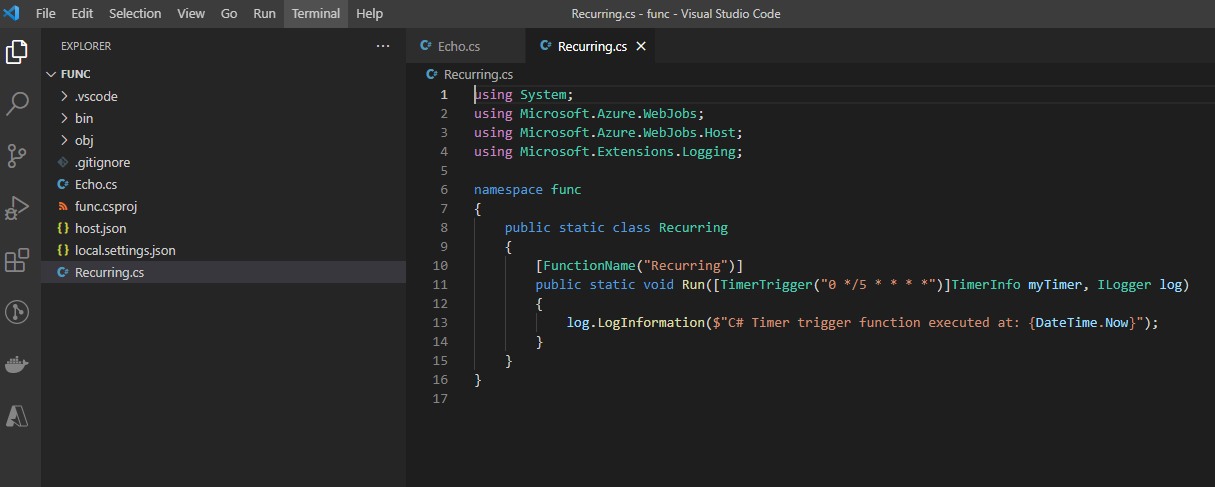 File Edit Selection View Go Run Terminal Help Recurring.cs - func - Visual Studio Code
EXPLORER ···
FUNC
.vscode
bin
obj
.gitignore
Echo.cs
func.csproj
host.json
local.settings.json
Recurring.cs
Echo.cs Recurring.cs
Recurring.cs
1 using System;
2 using Microsoft.Azure.WebJobs;
3 using Microsoft.Azure.WebJobs.Host;
4 using Microsoft.Extensions.Logging;
5
6 namespace func
7 {
8 public static class Recurring
9 {
10 [FunctionName("Recurring")]
11 public static void Run([TimerTrigger("0 */5 * * * *")]TimerInfo myTimer, ILogger log)
12 {
13 log.LogInformation($"C# Timer trigger function executed at: {DateTime.Now}");
14 }
15 }
16 }
17